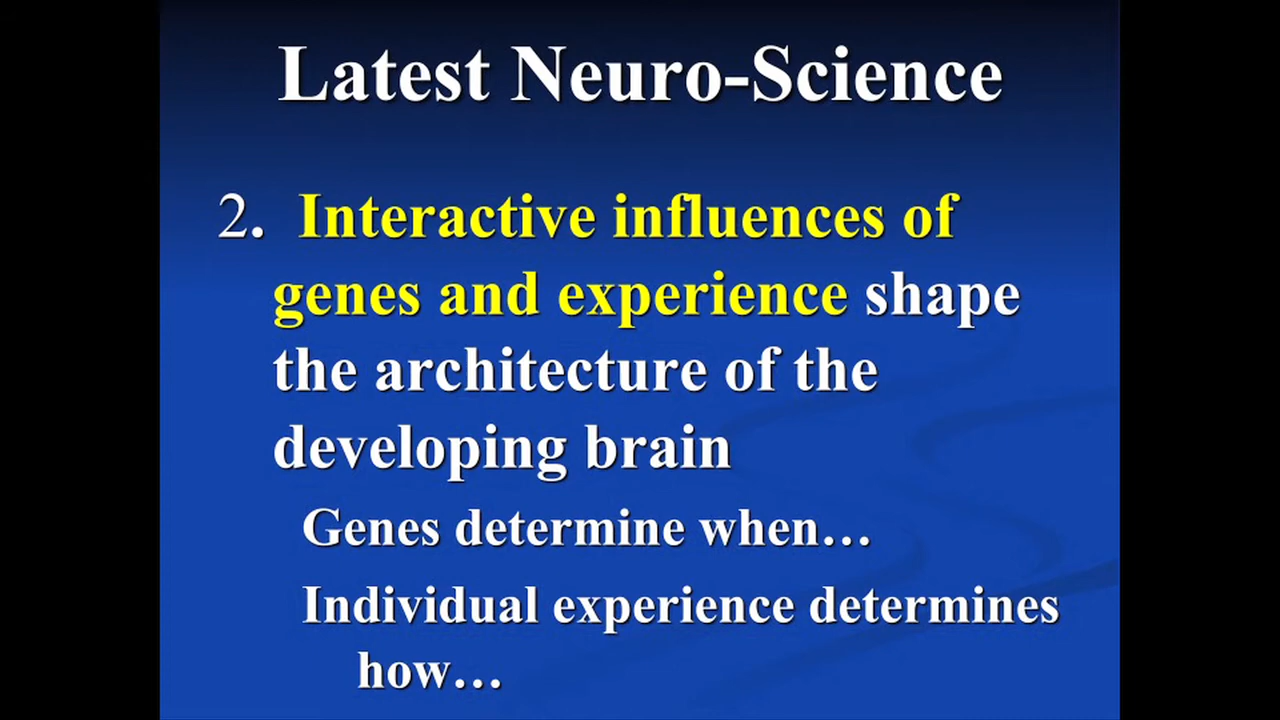 Latest Neuro-Science
2. Interactive influences of
genes and experience shape
the architecture of the
developing brain
Genes determine when…
Individual experience determines
how…